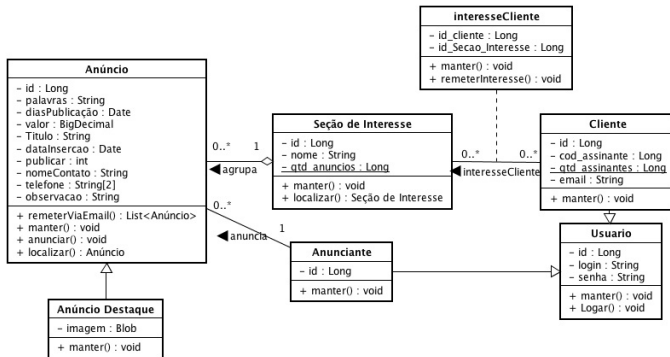 interesseCliente
- id_cliente : Long
- id_Secao_Interesse : Long
+ manter() : void
+ remeterInteresse() : void
Anúncio
- id : Long
- palavras : String
- diasPublicação : Date
- valor : BigDecimal
- Titulo : String
- dataInsercao : Date
- publicar : int
- nomeContato : String
- telefone : String[2]
- observacao : String
+ remeterViaEmail() : List<Anúncio>
+ manter() : void
+ anunciar() : void
+ localizar() : Anúncio
0..*
1
agrupa
Seção de Interesse
- id : Long
- nome : String
- qtd_anuncios : Long
+ manter() : void
+ localizar() : Seção de Interesse
0..*
0..*
interesseCliente
Cliente
- id : Long
- cod_assinante : Long
- qtd_assinantes : Long
- email : String
+ manter() : void
0..*
1
anuncia
Anunciante
- id : Long
+ manter() : void
Usuario
- id : Long
- login : String
- senha : String
+ manter() : void
+ Logar() : void
Anúncio Destaque
- imagem : Blob
+ manter() : void